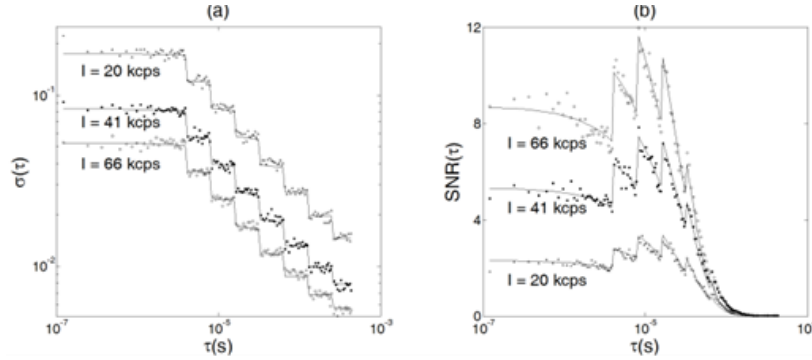 (a)
(b)
σ(τ)
10⁻¹
10⁻²
I = 20 kcps
I = 41 kcps
I = 66 kcps
10⁻⁷
10⁻⁵
10⁻³
τ(s)
SNR(τ)
12
8
4
0
I = 66 kcps
I = 41 kcps
I = 20 kcps
10⁻⁷
10⁻⁵
10
τ(s)